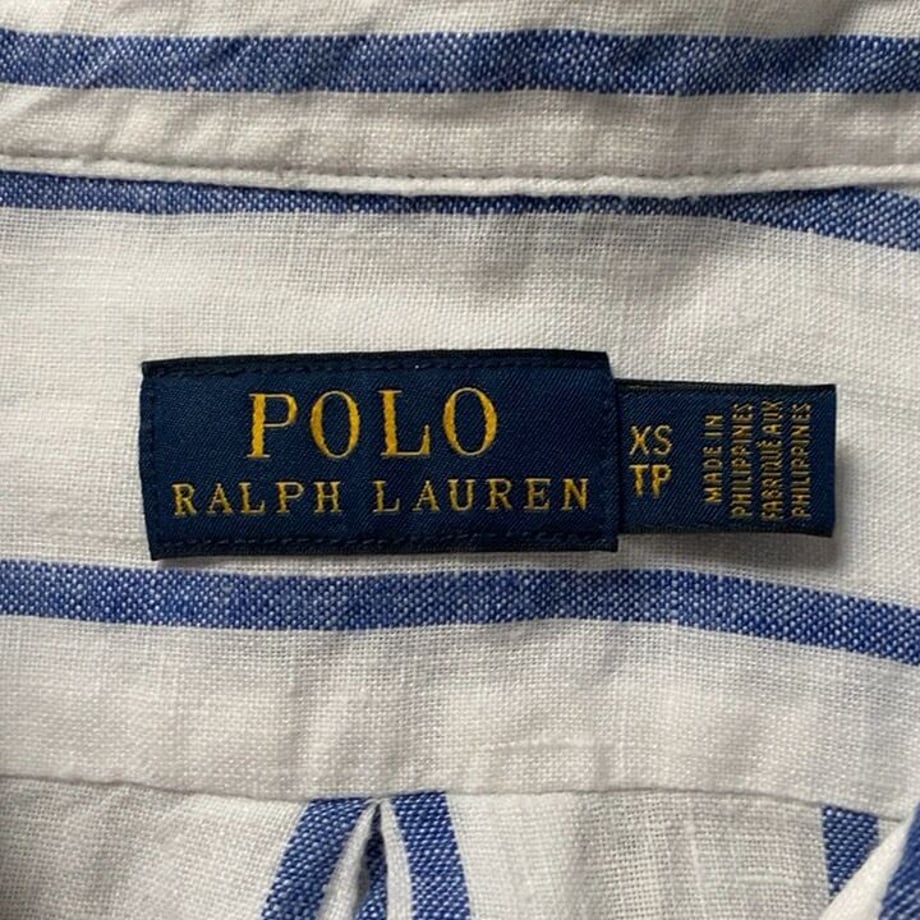 POLO
RALPH LAUREN
XS
TP
MADE IN
PHILIPPINES
FABRIQUÉ AUX
PHILIPPINES